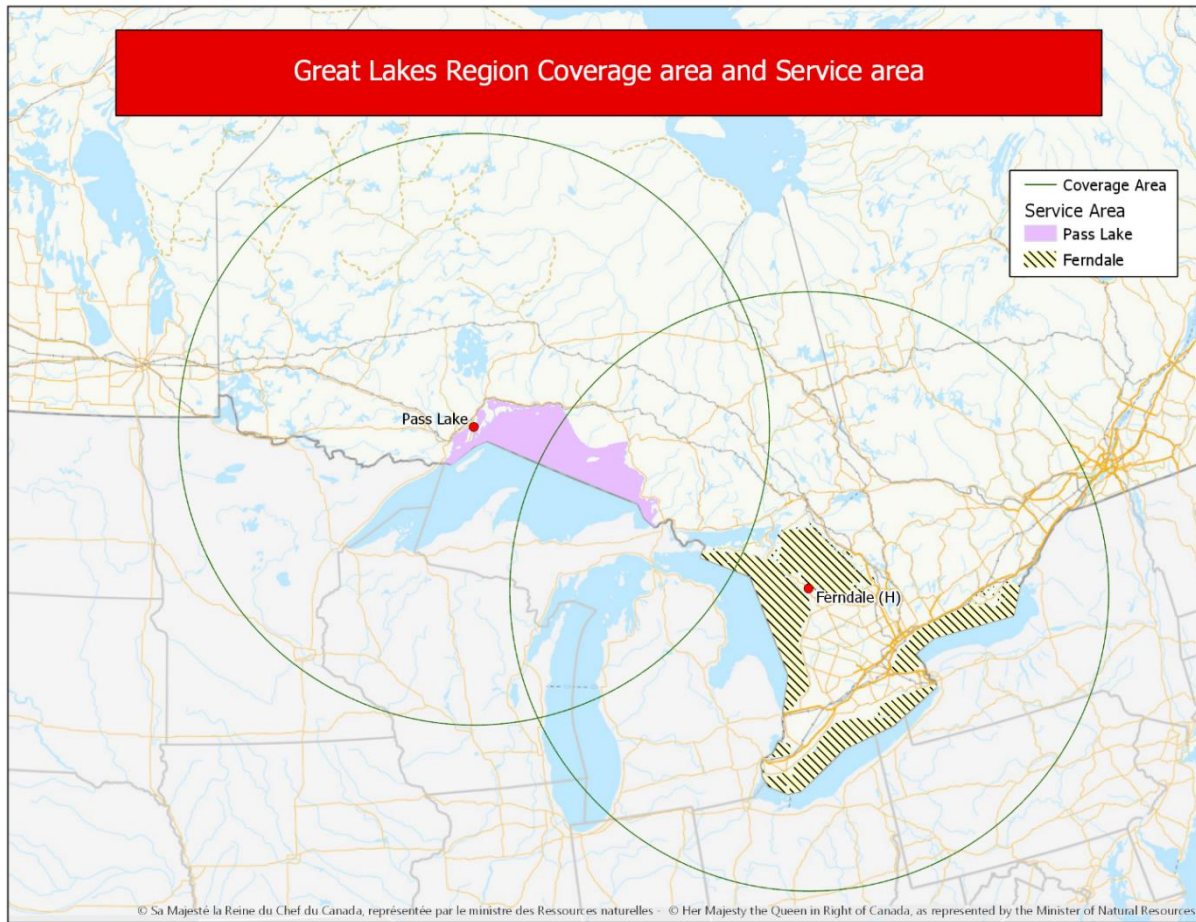 Great Lakes Region Coverage area and Service area
Coverage Area
Service Area
Pass Lake
Ferndale
Pass Lake
Ferndale (H)
© Sa Majesté la Reine du Chef du Canada, représentée par le ministre des Ressources naturelles - © Her Majesty the Queen in Right of Canada, as represented by the Minister of Natural Resources